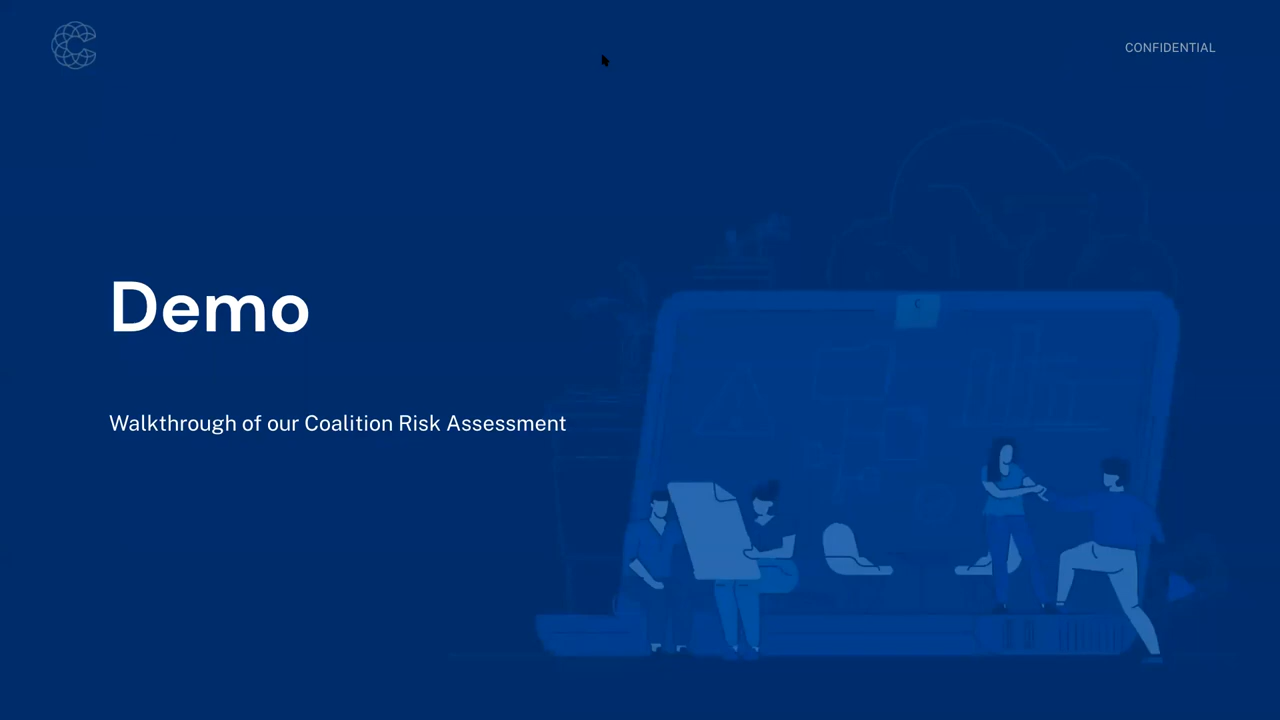 CONFIDENTIAL
Demo
Walkthrough of our Coalition Risk Assessment